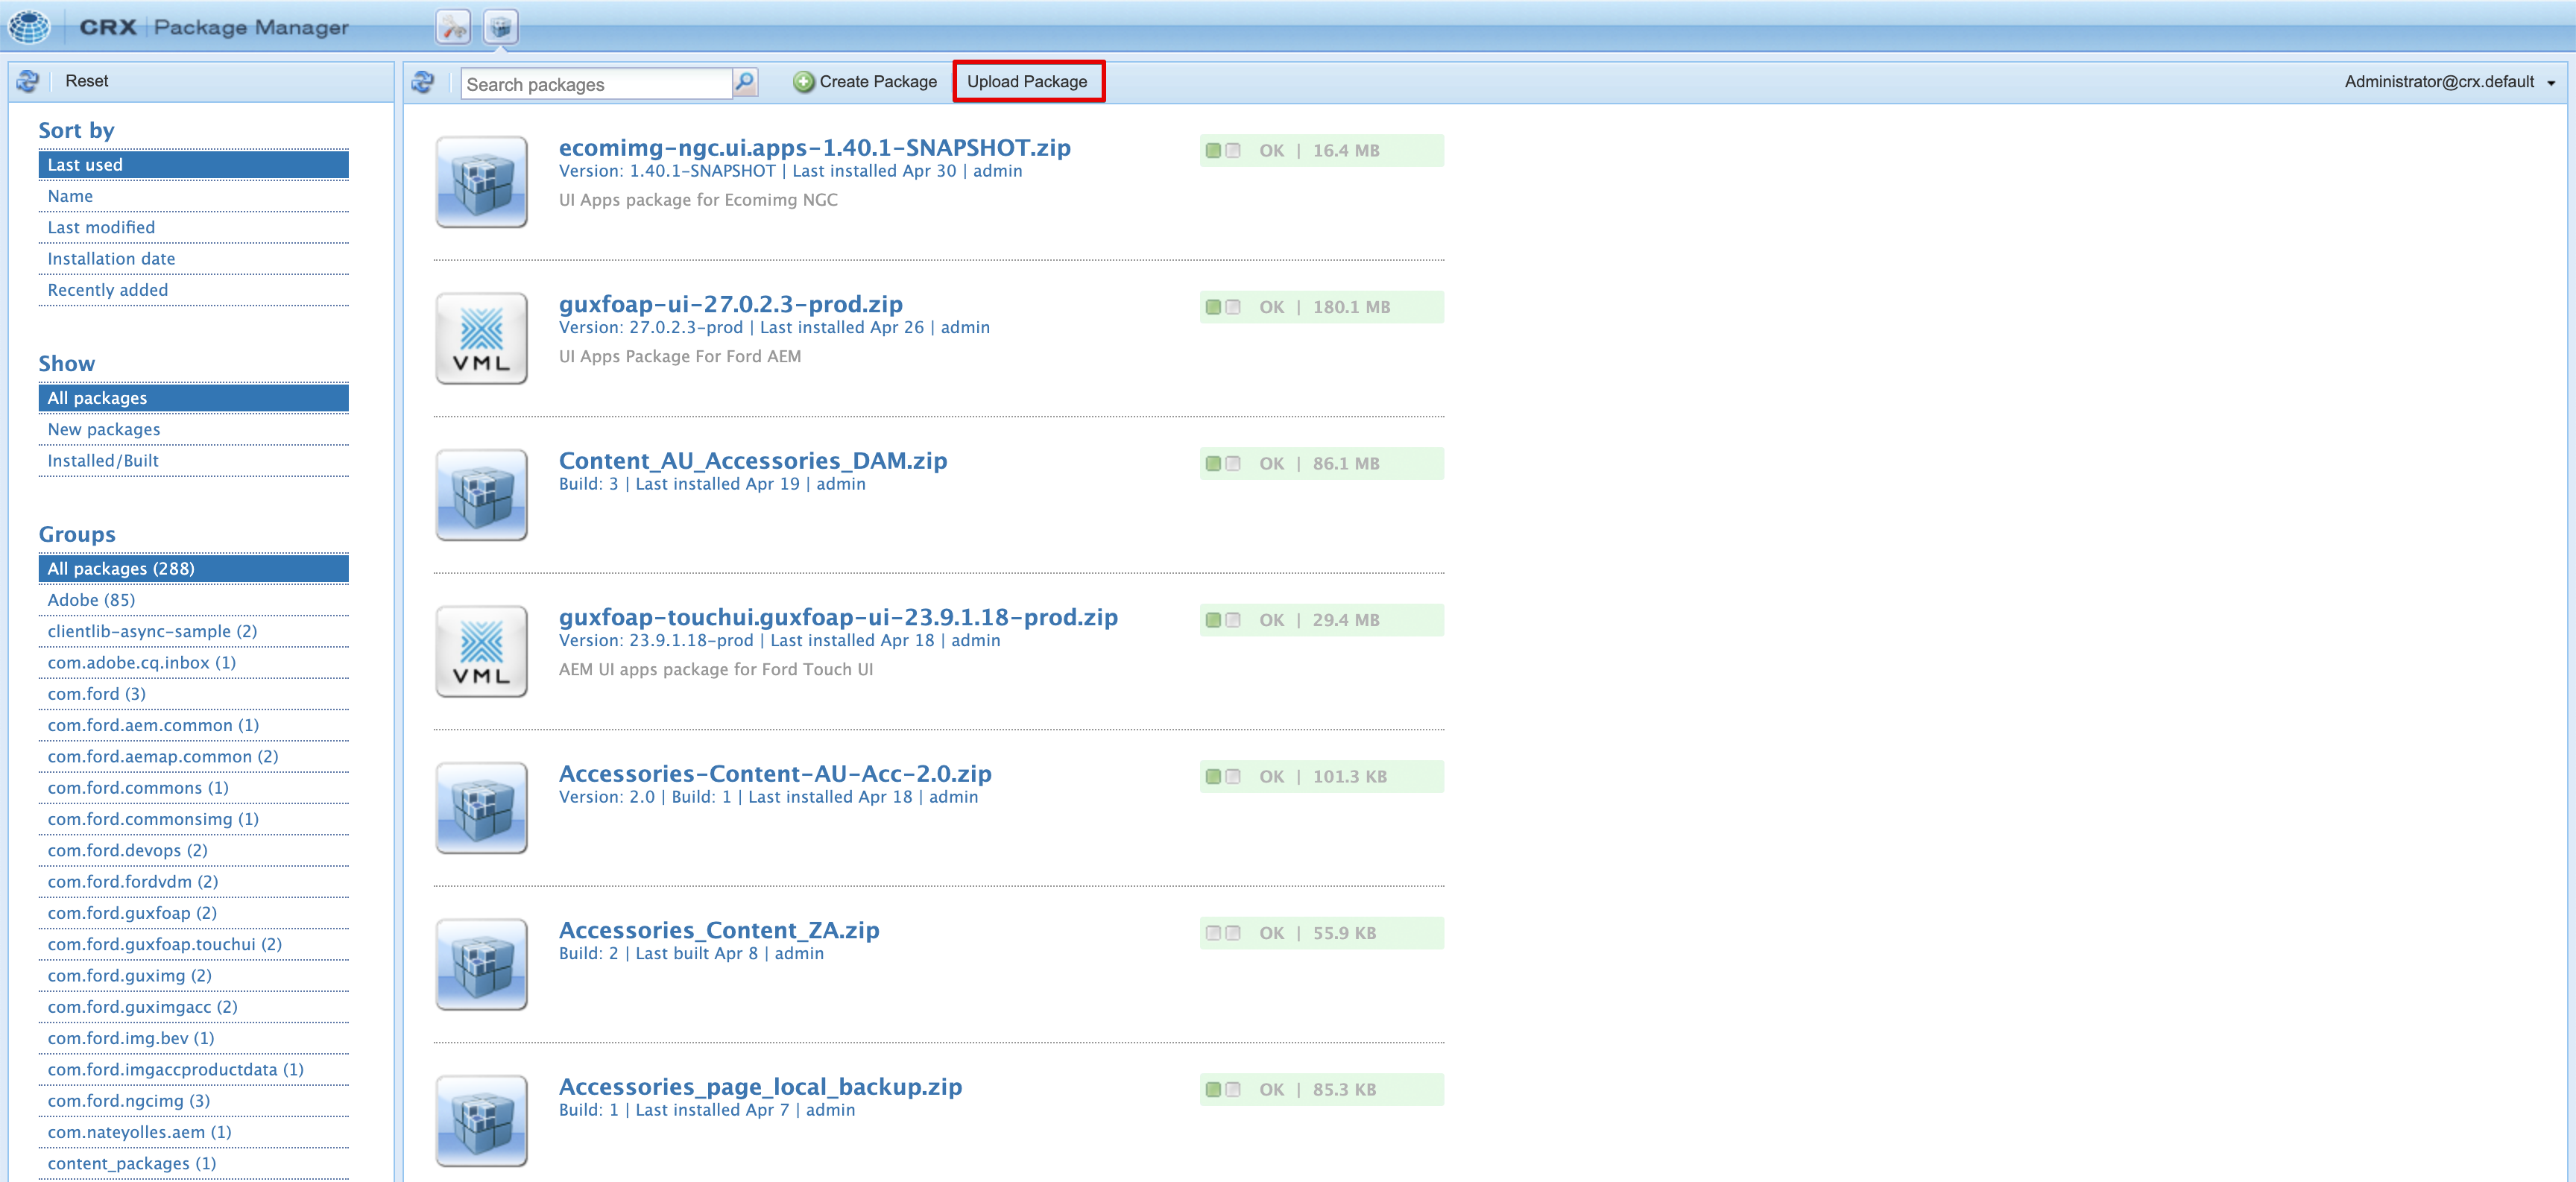 CRX | Package Manager
Reset
Search packages
Create Package
Upload Package
Administrator@crx.default
Sort by
Last used
Name
Last modified
Installation date
Recently added
Show
All packages
New packages
Installed/Built
Groups
All packages (288)
Adobe (85)
clientlib-async-sample (2)
com.adobe.cq.inbox (1)
com.ford (3)
com.ford.aem.common (1)
com.ford.aemap.common (2)
com.ford.commons (1)
com.ford.commonsimg (1)
com.ford.devops (2)
com.ford.fordvdm (2)
com.ford.guxfoap (2)
com.ford.guxfoap.touchui (2)
com.ford.guximg (2)
com.ford.guximgacc (2)
com.ford.img.bev (1)
com.ford.imgaccproductdata (1)
com.ford.ngcimg (3)
com.nateyolles.aem (1)
content_packages (1)
ecomimg-ngc.ui.apps-1.40.1-SNAPSHOT.zip
Version: 1.40.1-SNAPSHOT | Last installed Apr 30 | admin
UI Apps package for Ecomimg NGC
OK | 16.4 MB
VML
guxfoap-ui-27.0.2.3-prod.zip
Version: 27.0.2.3-prod | Last installed Apr 26 | admin
UI Apps Package For Ford AEM
OK | 180.1 MB
Content_AU_Accessories_DAM.zip
Build: 3 | Last installed Apr 19 | admin
OK | 86.1 MB
VML
guxfoap-touchui.guxfoap-ui-23.9.1.18-prod.zip
Version: 23.9.1.18-prod | Last installed Apr 18 | admin
AEM UI apps package for Ford Touch UI
OK | 29.4 MB
Accessories-Content-AU-Acc-2.0.zip
Version: 2.0 | Build: 1 | Last installed Apr 18 | admin
OK | 101.3 KB
Accessories_Content_ZA.zip
Build: 2 | Last built Apr 8 | admin
OK | 55.9 KB
Accessories_page_local_backup.zip
Build: 1 | Last installed Apr 7 | admin
OK | 85.3 KB